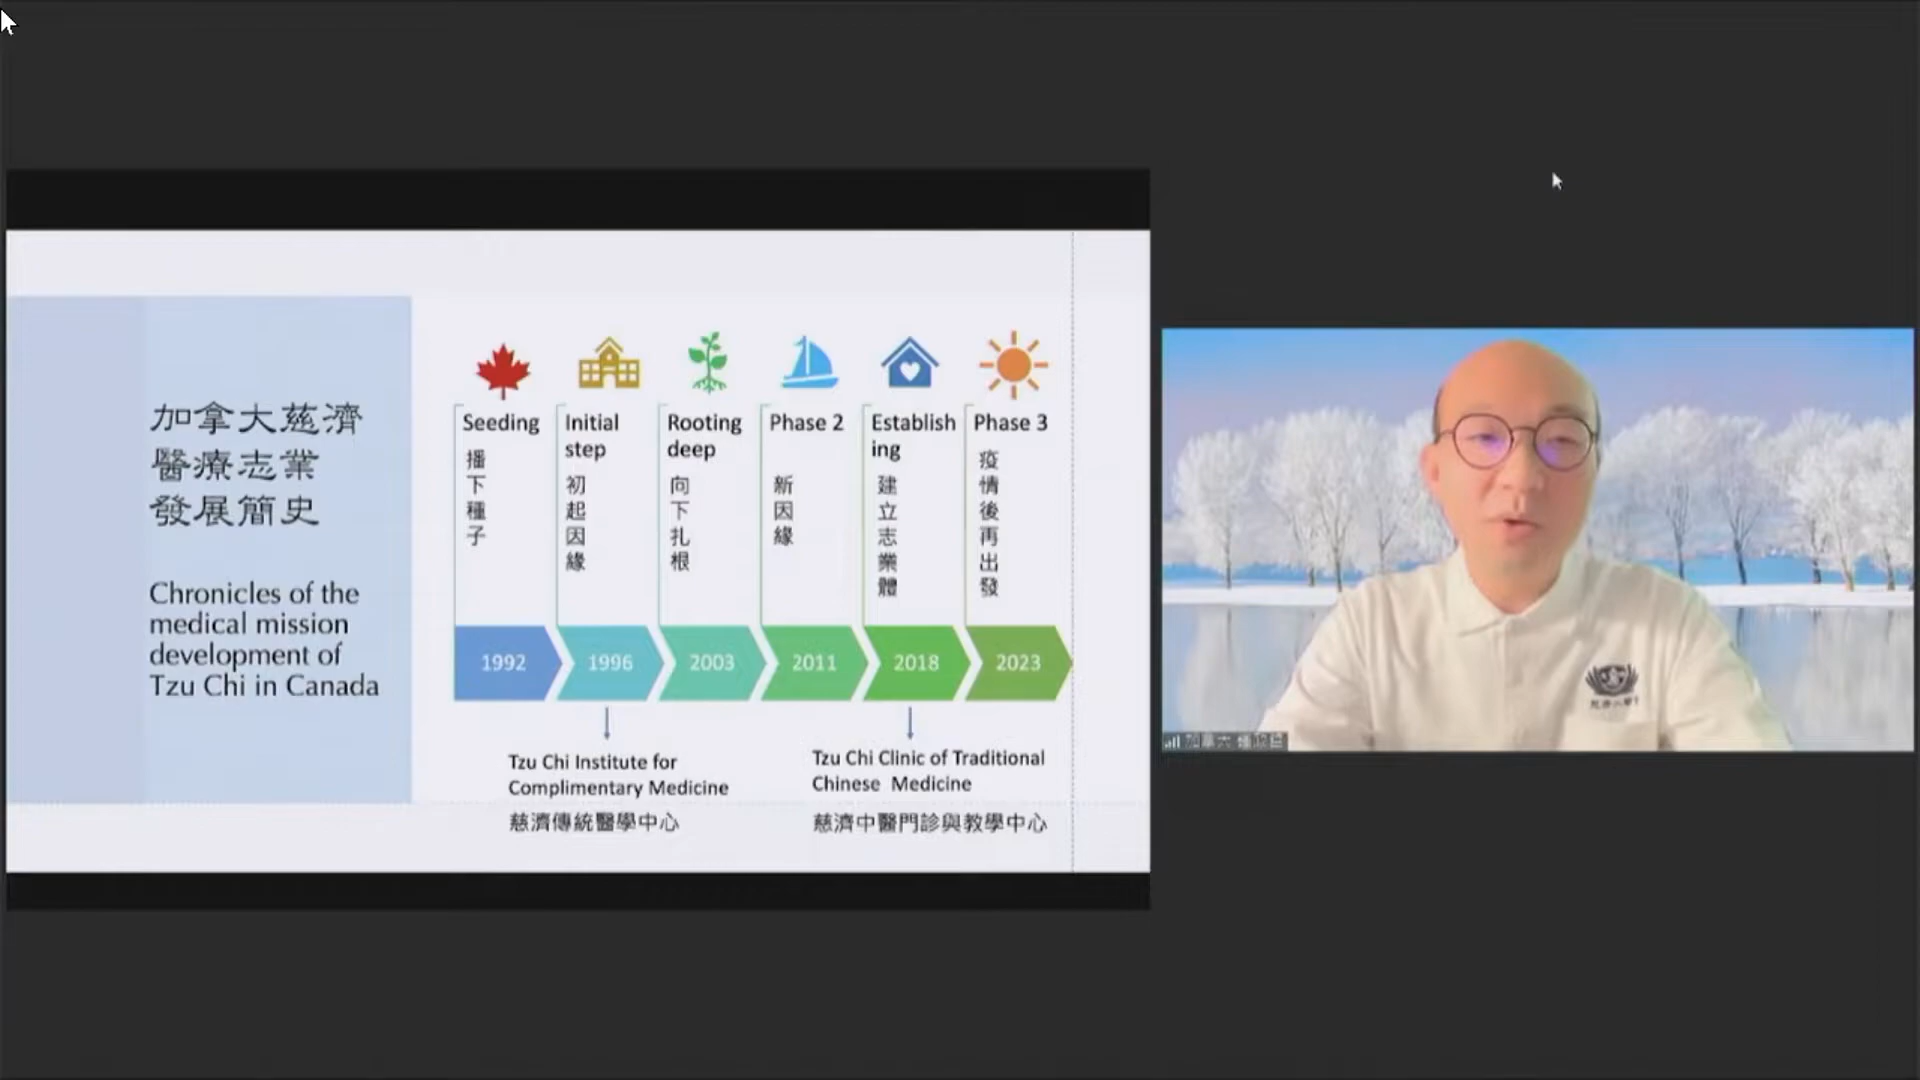 加拿大慈濟
醫療志業
發展簡史
Chronicles of the
medical mission
development of
Tzu Chi in Canada
Seeding
播下種子
Initial
step
初起因緣
Rooting
deep
向下扎根
Phase 2
新因緣
Establish
ing
建立志業體
Phase 3
疫情後再出發
1992
1996
2003
2011
2018
2023
Tzu Chi Institute for
Complimentary Medicine
慈濟傳統醫學中心
Tzu Chi Clinic of Traditional
Chinese Medicine
慈濟中醫門診與教學中心
加拿大